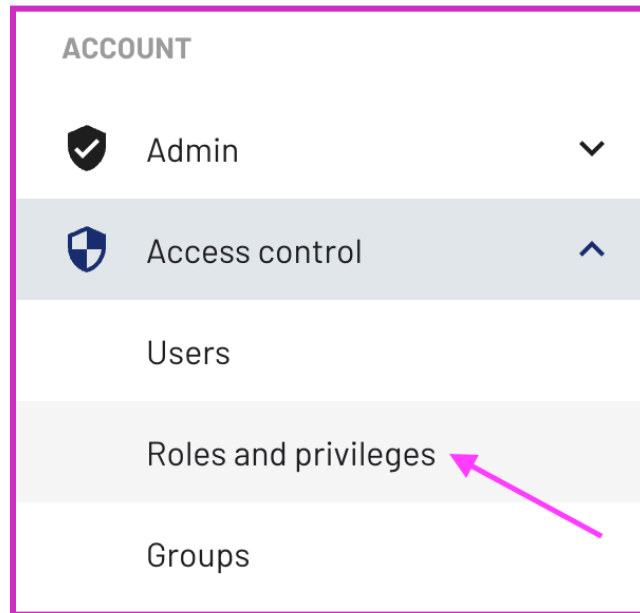 ACCOUNT
Admin
Access control
Users
Roles and privileges
Groups